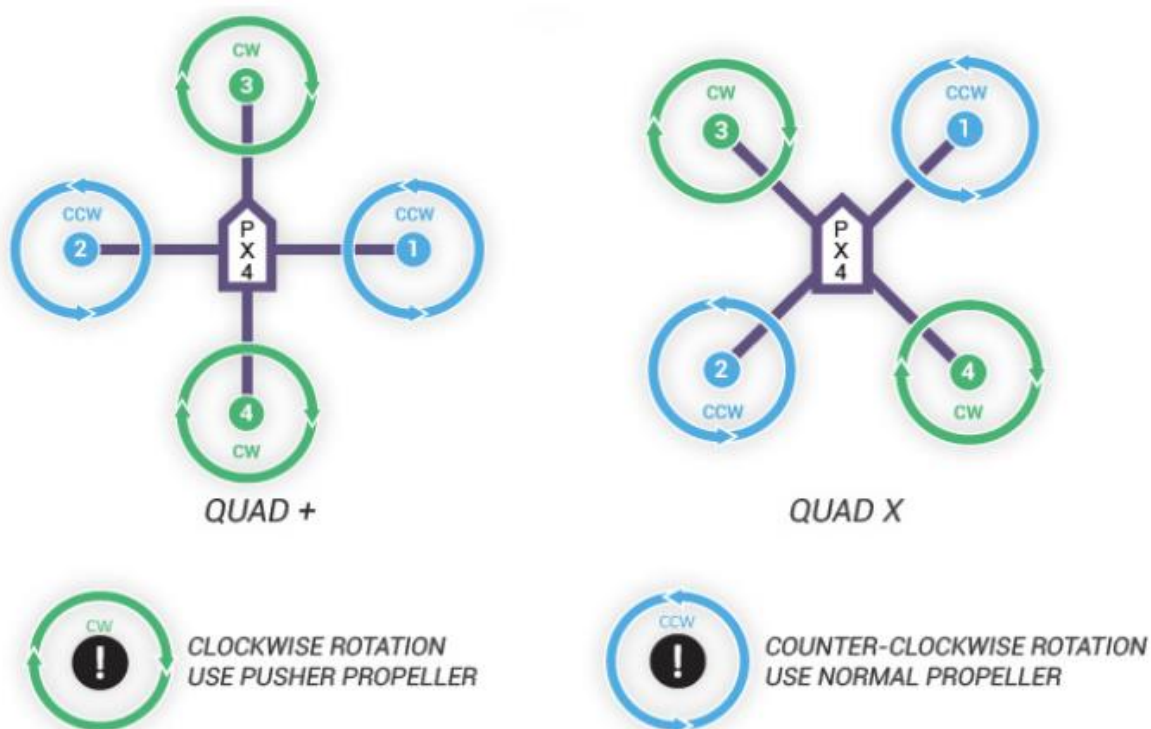 CW
3
CCW
2
P
X
4
CCW
1
4
CW
QUAD +
CW
3
CCW
1
P
X
4
2
CCW
4
CW
QUAD X
CW
!
CLOCKWISE ROTATION
USE PUSHER PROPELLER
CCW
!
COUNTER-CLOCKWISE ROTATION
USE NORMAL PROPELLER